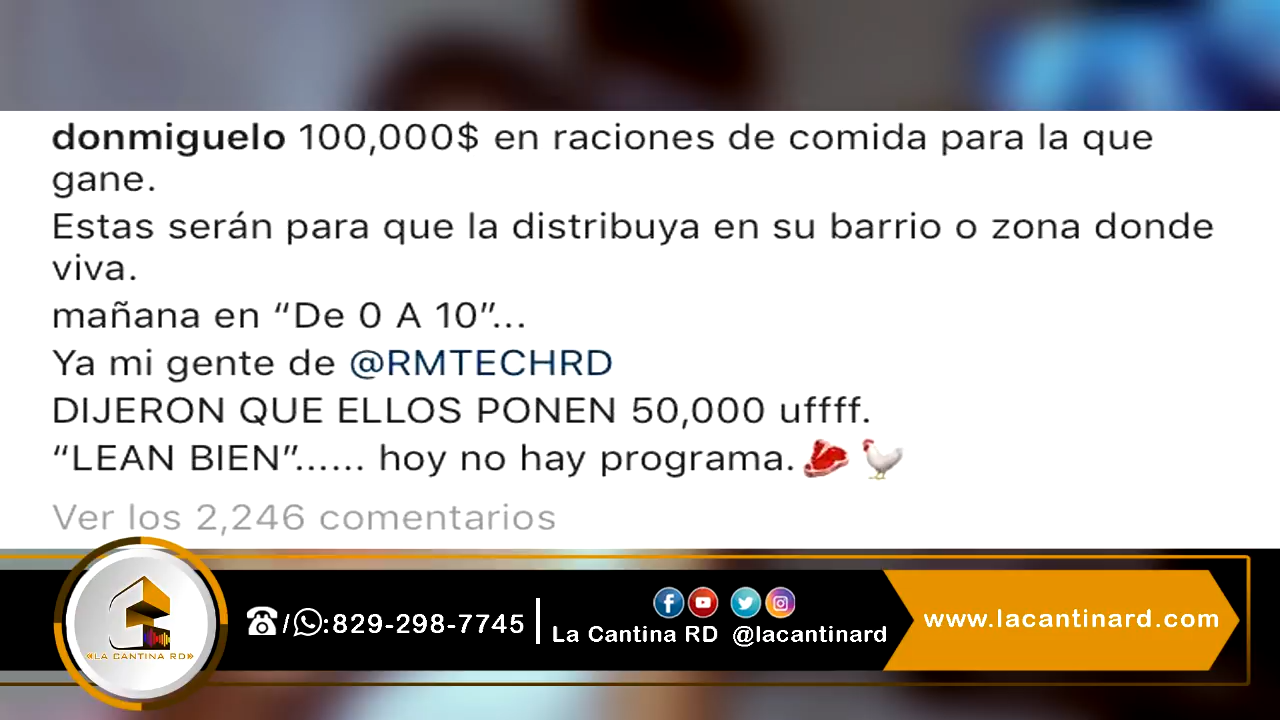 donmiguelo 100,000$ en raciones de comida para la que
gane.
Estas serán para que la distribuya en su barrio o zona donde
viva.
mañana en “De 0 A 10”...
Ya mi gente de @RMTECHRD
DIJERON QUE ELLOS PONEN 50,000 uffff.
“LEAN BIEN”...... hoy no hay programa.🥩🐓
Ver los 2,246 comentarios
«LA CANTINA RD»
/ :829-298-7745
La Cantina RD @lacantinard
www.lacantinard.com